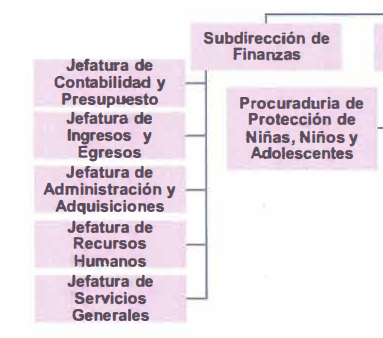 Subdirección de
Finanzas
Jefatura de
Contabilidad y
Presupuesto
Jefatura de
Ingresos y
Egresos
Jefatura de
Administración y
Adquisiciones
Jefatura de
Recursos
Humanos
Jefatura de
Servicios
Generales
Procuraduria de
Protección de
Niñas, Niños y
Adolescentes